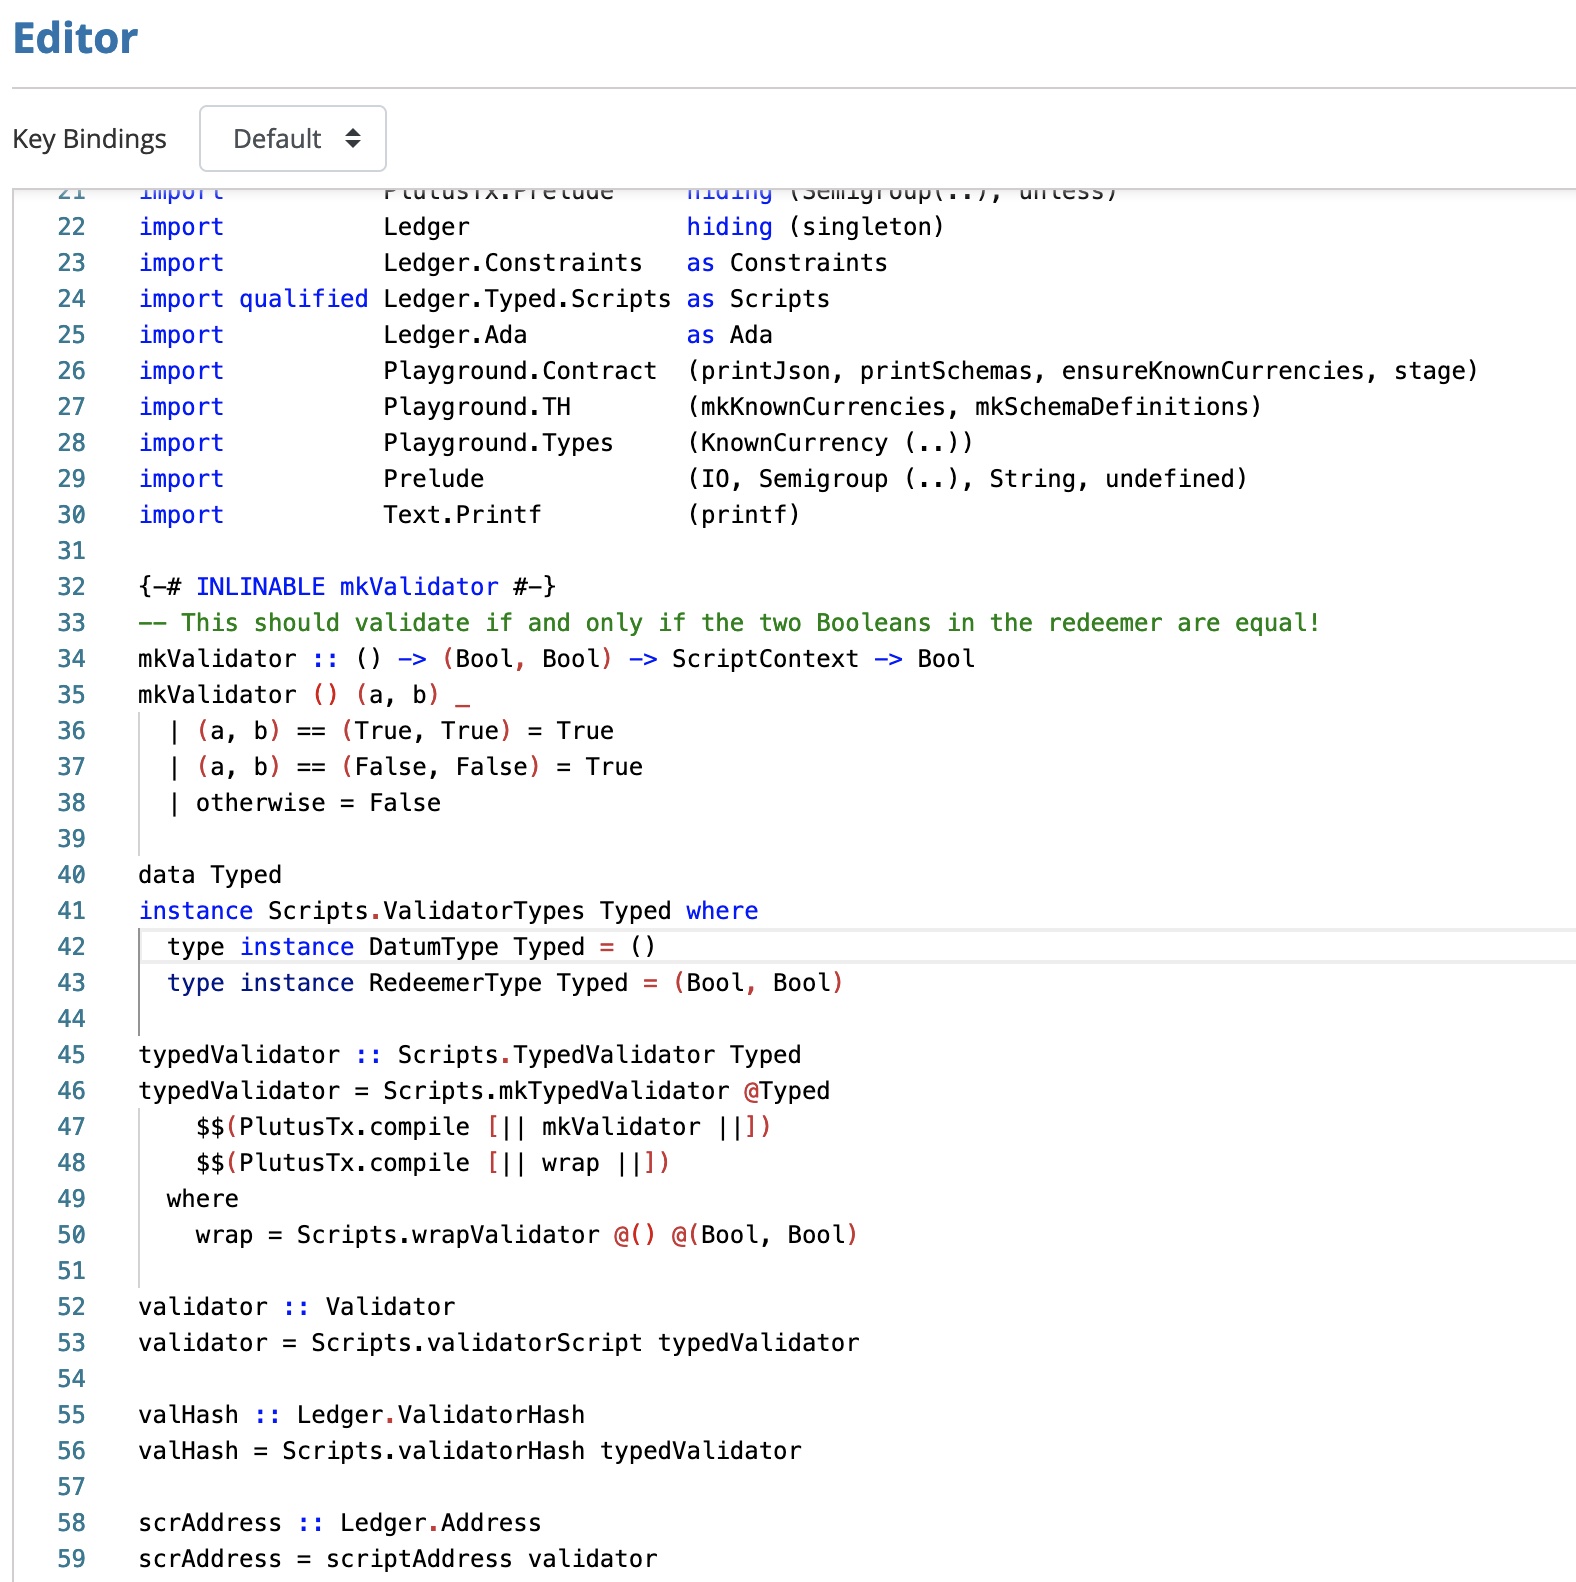 Editor
Key Bindings Default
21 import PlutusTx.Prelude hiding (Semigroup(..), unless)
22 import Ledger hiding (singleton)
23 import Ledger.Constraints as Constraints
24 import qualified Ledger.Typed.Scripts as Scripts
25 import Ledger.Ada as Ada
26 import Playground.Contract (printJson, printSchemas, ensureKnownCurrencies, stage)
27 import Playground.TH (mkKnownCurrencies, mkSchemaDefinitions)
28 import Playground.Types (KnownCurrency (..))
29 import Prelude (IO, Semigroup (..), String, undefined)
30 import Text.Printf (printf)
31
32 {-# INLINABLE mkValidator #-}
33 -- This should validate if and only if the two Booleans in the redeemer are equal!
34 mkValidator :: () -> (Bool, Bool) -> ScriptContext -> Bool
35 mkValidator () (a, b) _
36 | (a, b) == (True, True) = True
37 | (a, b) == (False, False) = True
38 | otherwise = False
39
40 data Typed
41 instance Scripts.ValidatorTypes Typed where
42 type instance DatumType Typed = ()
43 type instance RedeemerType Typed = (Bool, Bool)
44
45 typedValidator :: Scripts.TypedValidator Typed
46 typedValidator = Scripts.mkTypedValidator @Typed
47 $$(PlutusTx.compile [|| mkValidator ||])
48 $$(PlutusTx.compile [|| wrap ||])
49 where
50 wrap = Scripts.wrapValidator @() @(Bool, Bool)
51
52 validator :: Validator
53 validator = Scripts.validatorScript typedValidator
54
55 valHash :: Ledger.ValidatorHash
56 valHash = Scripts.validatorHash typedValidator
57
58 scrAddress :: Ledger.Address
59 scrAddress = scriptAddress validator